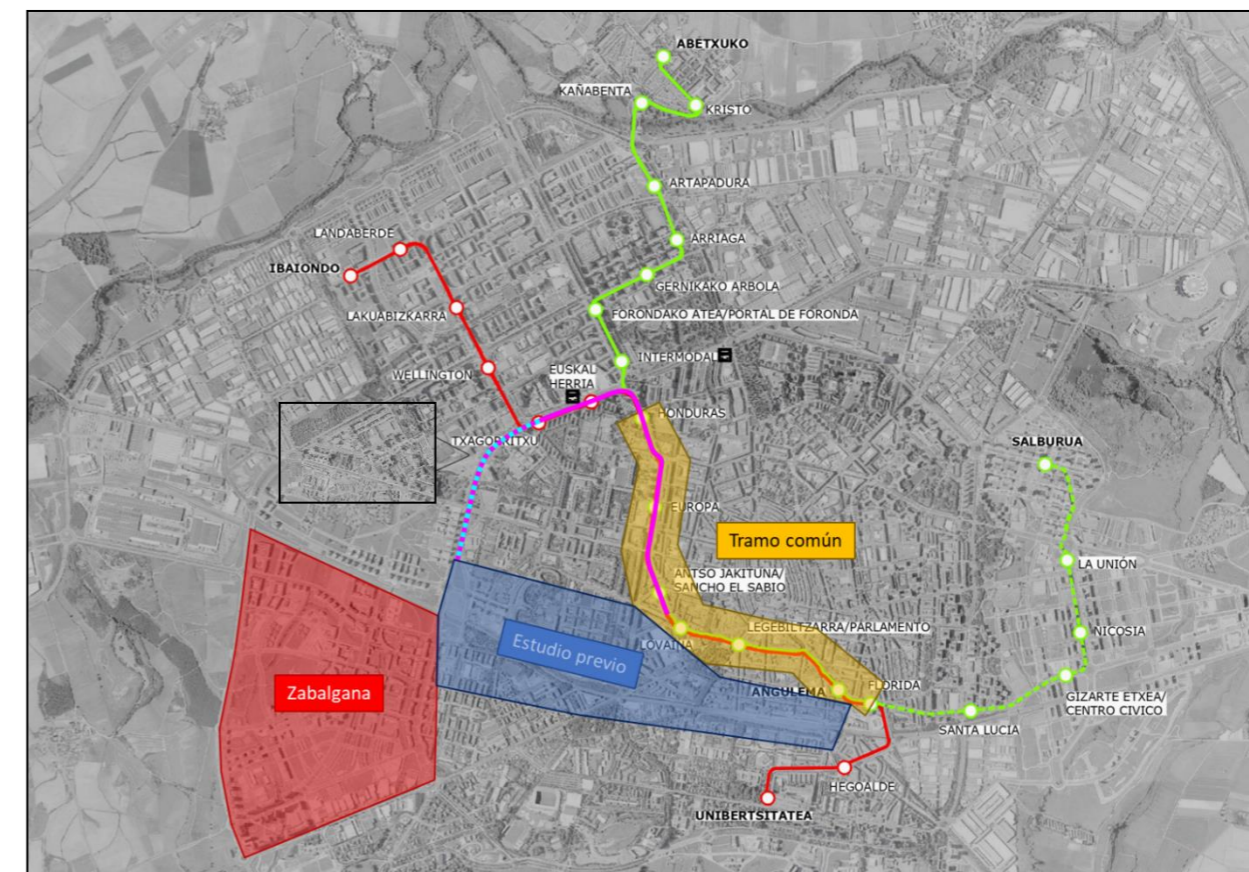 ABETXUKO
KAÑABENTA
KRISTO
ARTAPADURA
LANDABERDE
ARRIAGA
IBAIONDO
GERNIKAKO ARBOLA
LAKUABIZKARRA
FORONDAKO ATEA/PORTAL DE FORONDA
INTERMODAL
WELLINGTON
EUSKAL
HERRIA
HONDURAS
TXAGORRITXU
SALBURUA
EUROPA
Tramo común
LA UNIÓN
ANTSO JAKITUNA/
SANCHO EL SABIO
LEGEBILTZARRA/PARLAMENTO
NICOSIA
LOVAINA
Estudio previo
Zabalgana
ANGULEMA
FLORIDA
GIZARTE ETXEA/
CENTRO CIVICO
SANTA LUCIA
HEGOALDE
UNIBERTSITATEA